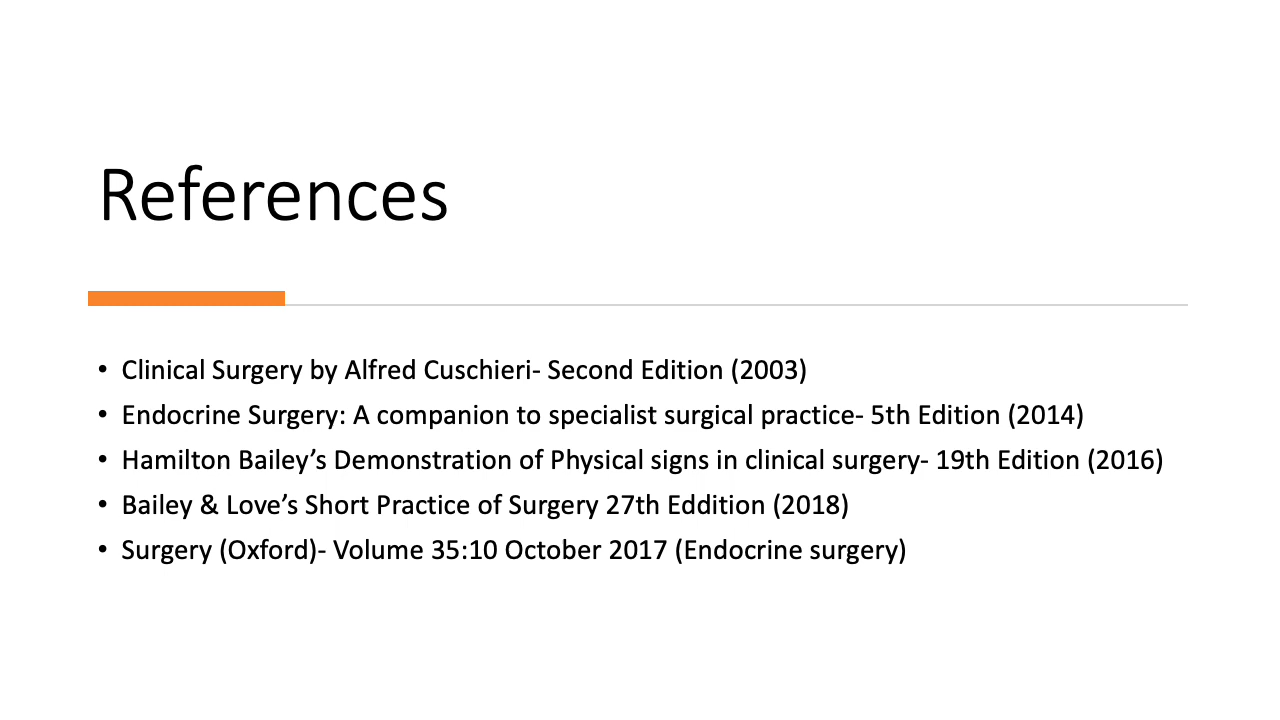 References
• Clinical Surgery by Alfred Cuschieri- Second Edition (2003)
• Endocrine Surgery: A companion to specialist surgical practice- 5th Edition (2014)
• Hamilton Bailey’s Demonstration of Physical signs in clinical surgery- 19th Edition (2016)
• Bailey & Love’s Short Practice of Surgery 27th Eddition (2018)
• Surgery (Oxford)- Volume 35:10 October 2017 (Endocrine surgery)